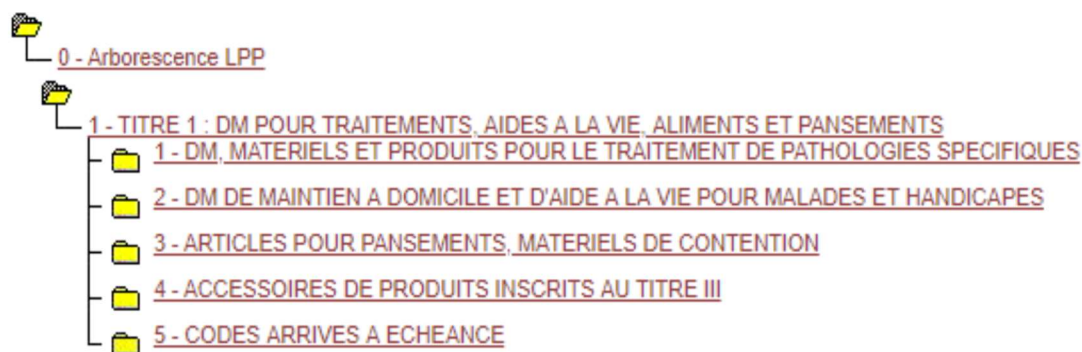 0 - Arborescence LPP
1 - TITRE 1 : DM POUR TRAITEMENTS, AIDES A LA VIE, ALIMENTS ET PANSEMENTS
1 - DM, MATERIELS ET PRODUITS POUR LE TRAITEMENT DE PATHOLOGIES SPECIFIQUES
2 - DM DE MAINTIEN A DOMICILE ET D'AIDE A LA VIE POUR MALADES ET HANDICAPES
3 - ARTICLES POUR PANSEMENTS, MATERIELS DE CONTENTION
4 - ACCESSOIRES DE PRODUITS INSCRITS AU TITRE III
5 - CODES ARRIVES A ECHEANCE